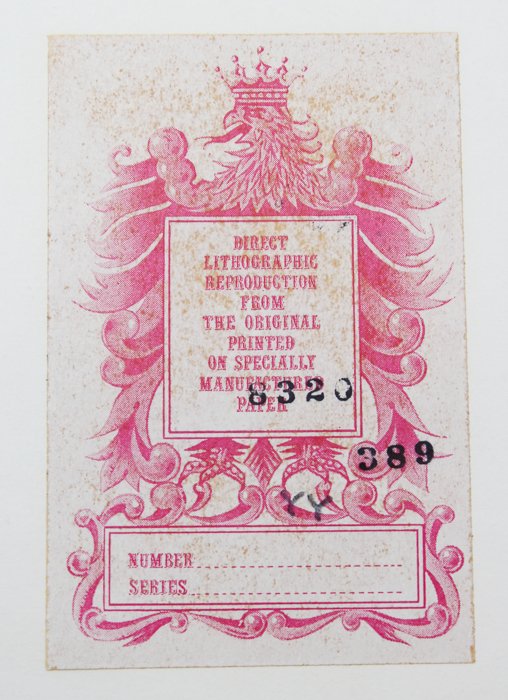 DIRECT
LITHOGRAPHIC
REPRODUCTION
FROM
THE ORIGINAL
PRINTED
ON SPECIALLY
MANUFACTURED
PAPER
8320
389
YY
NUMBER
SERIES